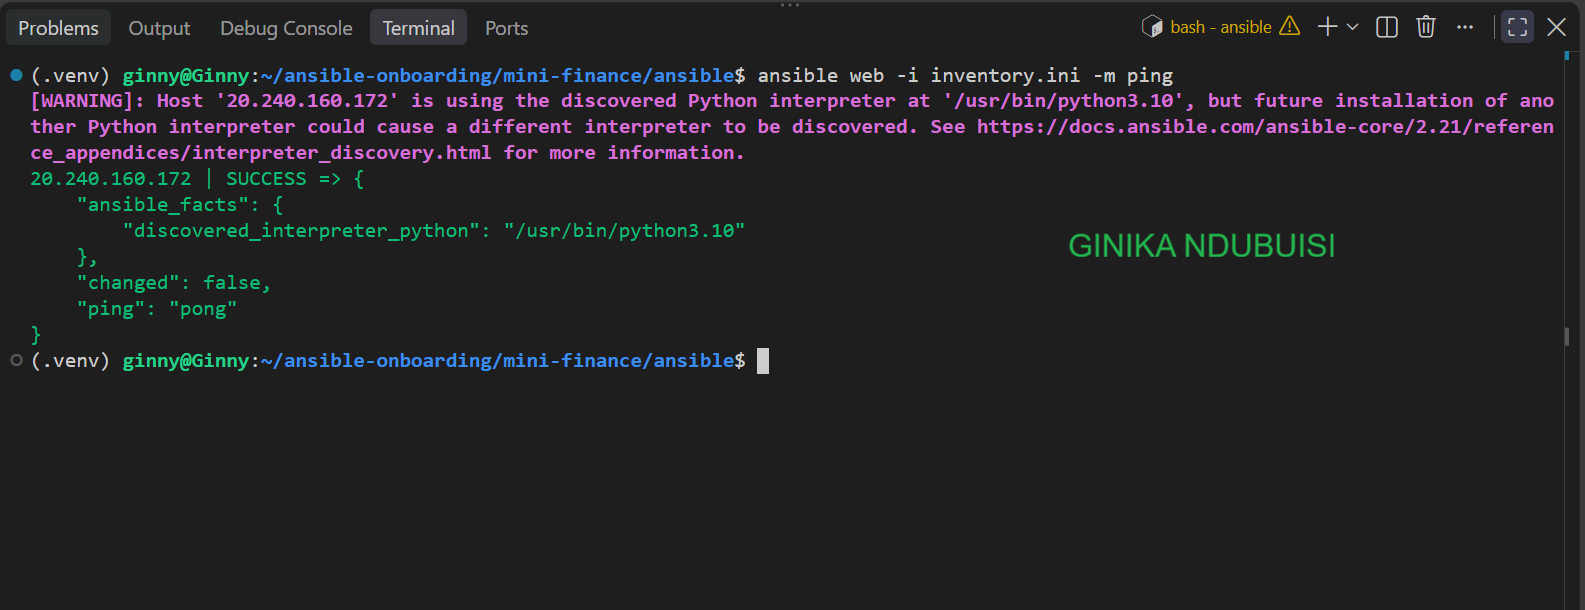 Problems Output Debug Console Terminal Ports bash - ansible
(.venv) ginny@Ginny:~/ansible-onboarding/mini-finance/ansible$ ansible web -i inventory.ini -m ping
[WARNING]: Host '20.240.160.172' is using the discovered Python interpreter at '/usr/bin/python3.10', but future installation of ano
ther Python interpreter could cause a different interpreter to be discovered. See https://docs.ansible.com/ansible-core/2.21/referen
ce_appendices/interpreter_discovery.html for more information.
20.240.160.172 | SUCCESS => {
    "ansible_facts": {
        "discovered_interpreter_python": "/usr/bin/python3.10"
GINIKA NDUBUISI
    },
    "changed": false,
    "ping": "pong"
}
(.venv) ginny@Ginny:~/ansible-onboarding/mini-finance/ansible$